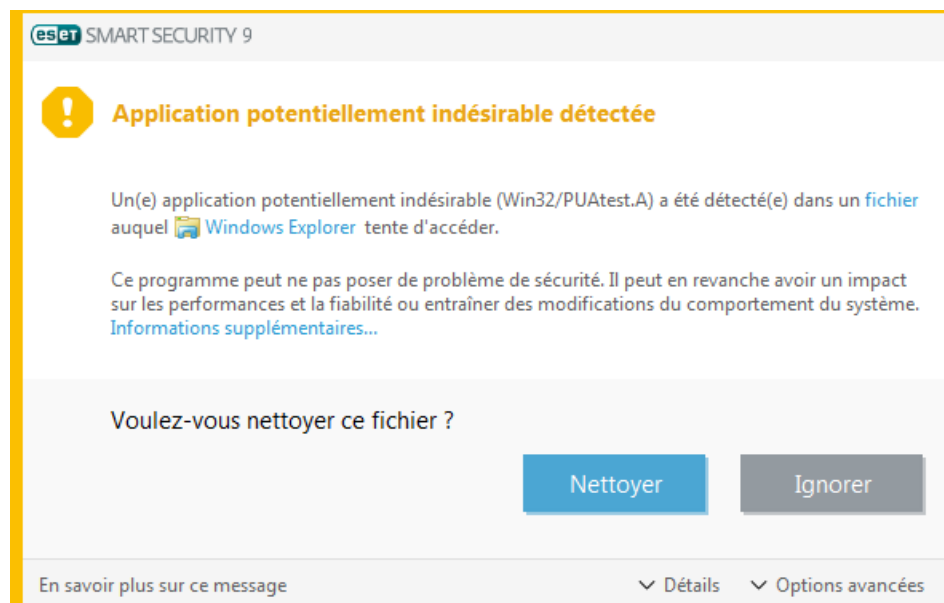 eset SMART SECURITY 9
Application potentiellement indésirable détectée
Un(e) application potentiellement indésirable (Win32/PUAtest.A) a été détecté(e) dans un fichier
auquel Windows Explorer tente d'accéder.
Ce programme peut ne pas poser de problème de sécurité. Il peut en revanche avoir un impact
sur les performances et la fiabilité ou entraîner des modifications du comportement du système.
Informations supplémentaires...
Voulez-vous nettoyer ce fichier ?
Nettoyer
Ignorer
En savoir plus sur ce message
Détails
Options avancées